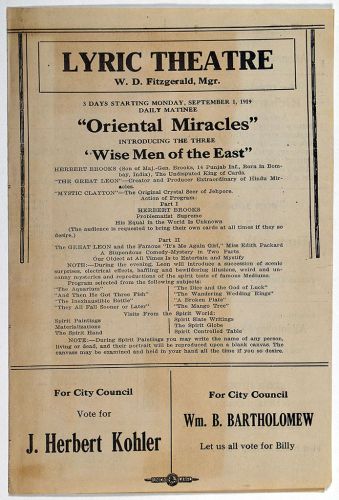 LYRIC THEATRE
W. D. Fitzgerald, Mgr.
3 DAYS STARTING MONDAY, SEPTEMBER 1, 1919
DAILY MATINEE
"Oriental Miracles"
INTRODUCING THE THREE
"Wise Men of the East"
HERBERT BROOKS (Son of Maj.-Gen. Brooks, 14 Punjab Inf., Born in Bombay, India), The Undisputed King of Cards.
"THE GREAT LEON"—Creator and Producer Extraordinary of Hindu Miracles.
"MYSTIC CLAYTON"—The Original Crystal Seer of Jehpore.
Action of Program:
Part I
HERBERT BROOKS
Problematist Supreme
His Equal in the World Is Unknown
(The audience is requested to bring their own cards at all times if they so desire.)
Part II
The GREAT LEON and the Famous "It's Me Again Girl," Miss Edith Packard
A Stupendous Comedy-Mystery in Two Parts
Our Object at All Times is to Entertain and Mystify
NOTE:—During the evening, Leon will introduce a succession of scenic surprises, electrical effects, baffling and bewildering illusions, weird and uncanny mysteries and reproductions of the spirit tests of famous Mediums.
Program selected from the following subjects:
"The Aquarium" "The Dice and the God of Luck"
"And Then He Got Three Fish" "The Wandering Wedding Rings"
"The Inexhaustible Bottle" "A Broken Plate"
"They All Fall Sooner or Later" "The Magic Tree"
Visits From the Spirit World:
Spirit Paintings Spirit Slate Writings
Materializations The Spirit Globe
The Spirit Hand Spirit Controlled Table
NOTE:—During Spirit Paintings you may write the name of any person, living or dead, and their portrait will be reproduced upon a blank canvas. The canvass may be examined and held in your hand all the time if you so desire.
For City Council
Vote for
J. Herbert Kohler
For City Council
Wm. B. BARTHOLOMEW
Let us all vote for Billy